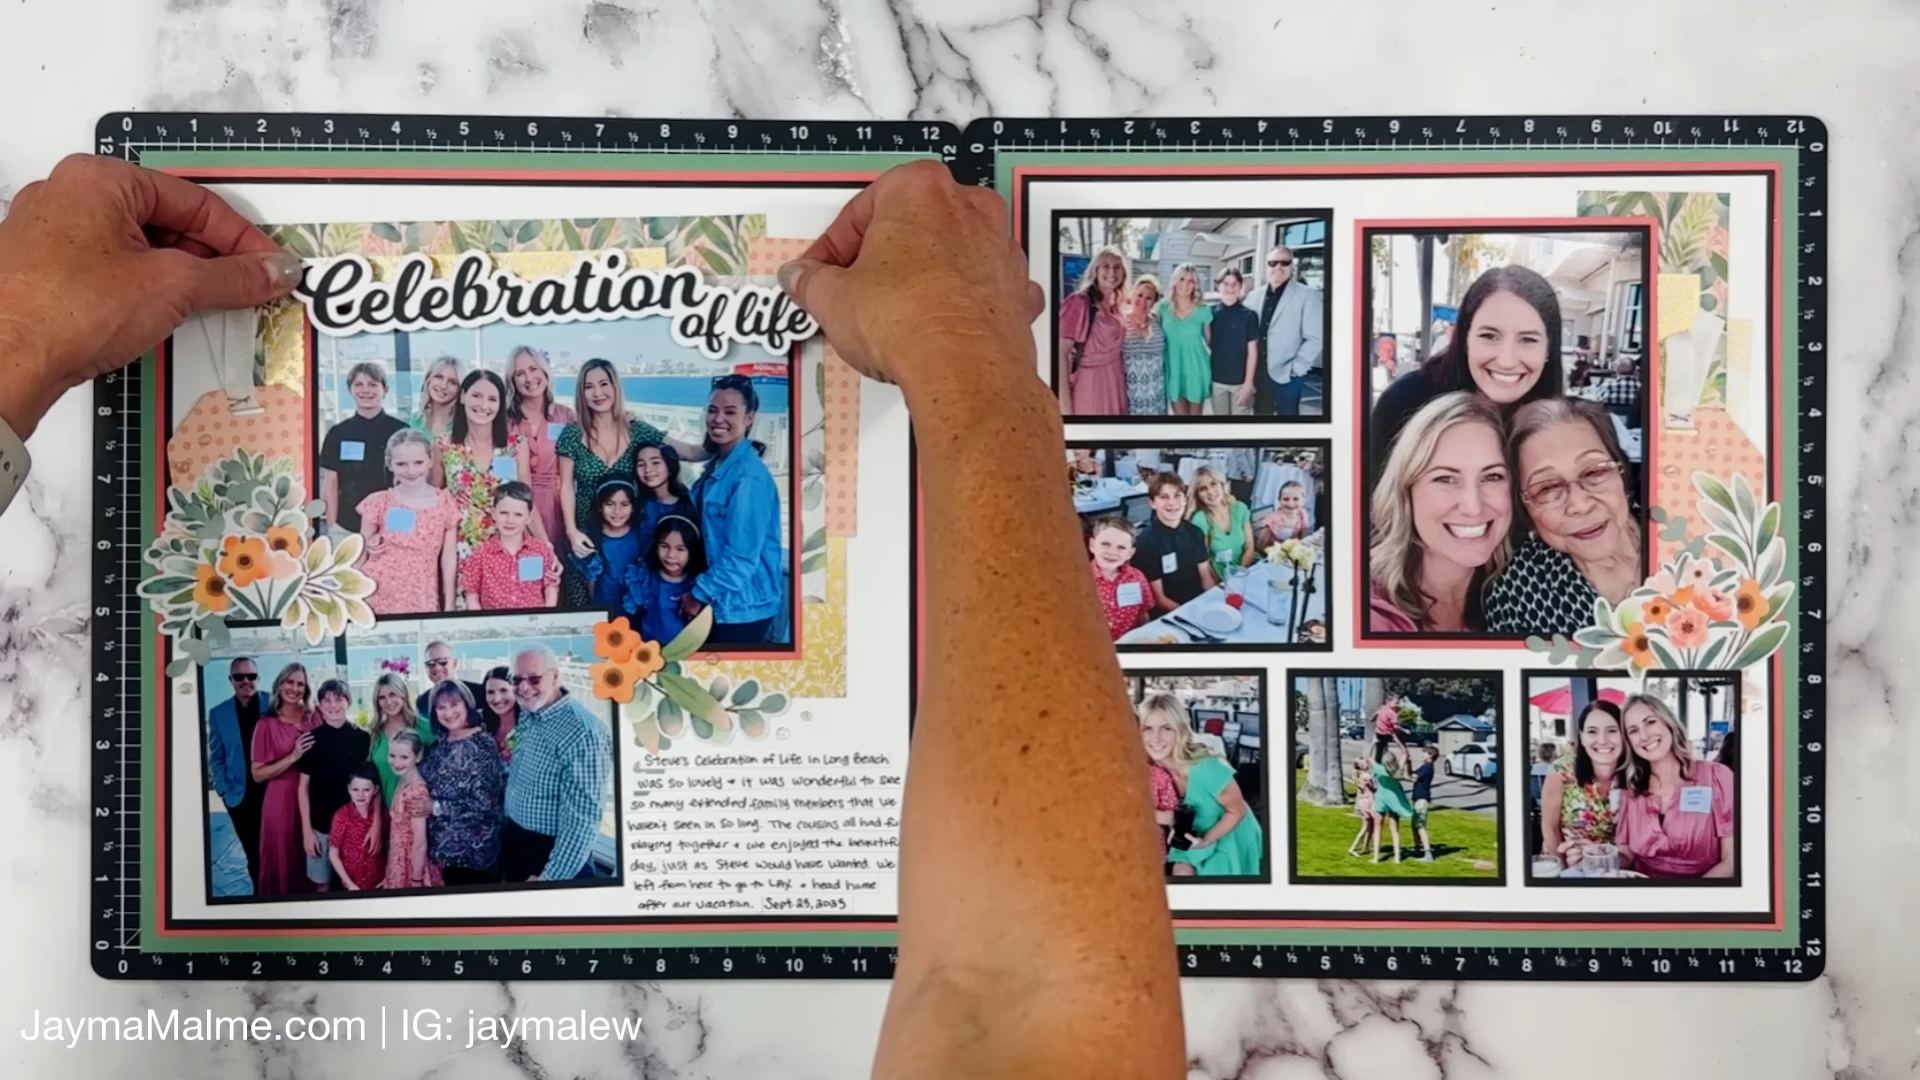 Celebration
of life
Steve's Celebration of Life in Long Beach
was so lovely + it was wonderful to see
so many extended family members that we
haven't seen in so long. The cousins all had fu
playing together + we enjoyed the beautif
day, just as Steve would have wanted. We
left from here to go to LAX + head home
after our vacation. Sept. 23, 2023
JaymaMalme.com | IG: jaymalew